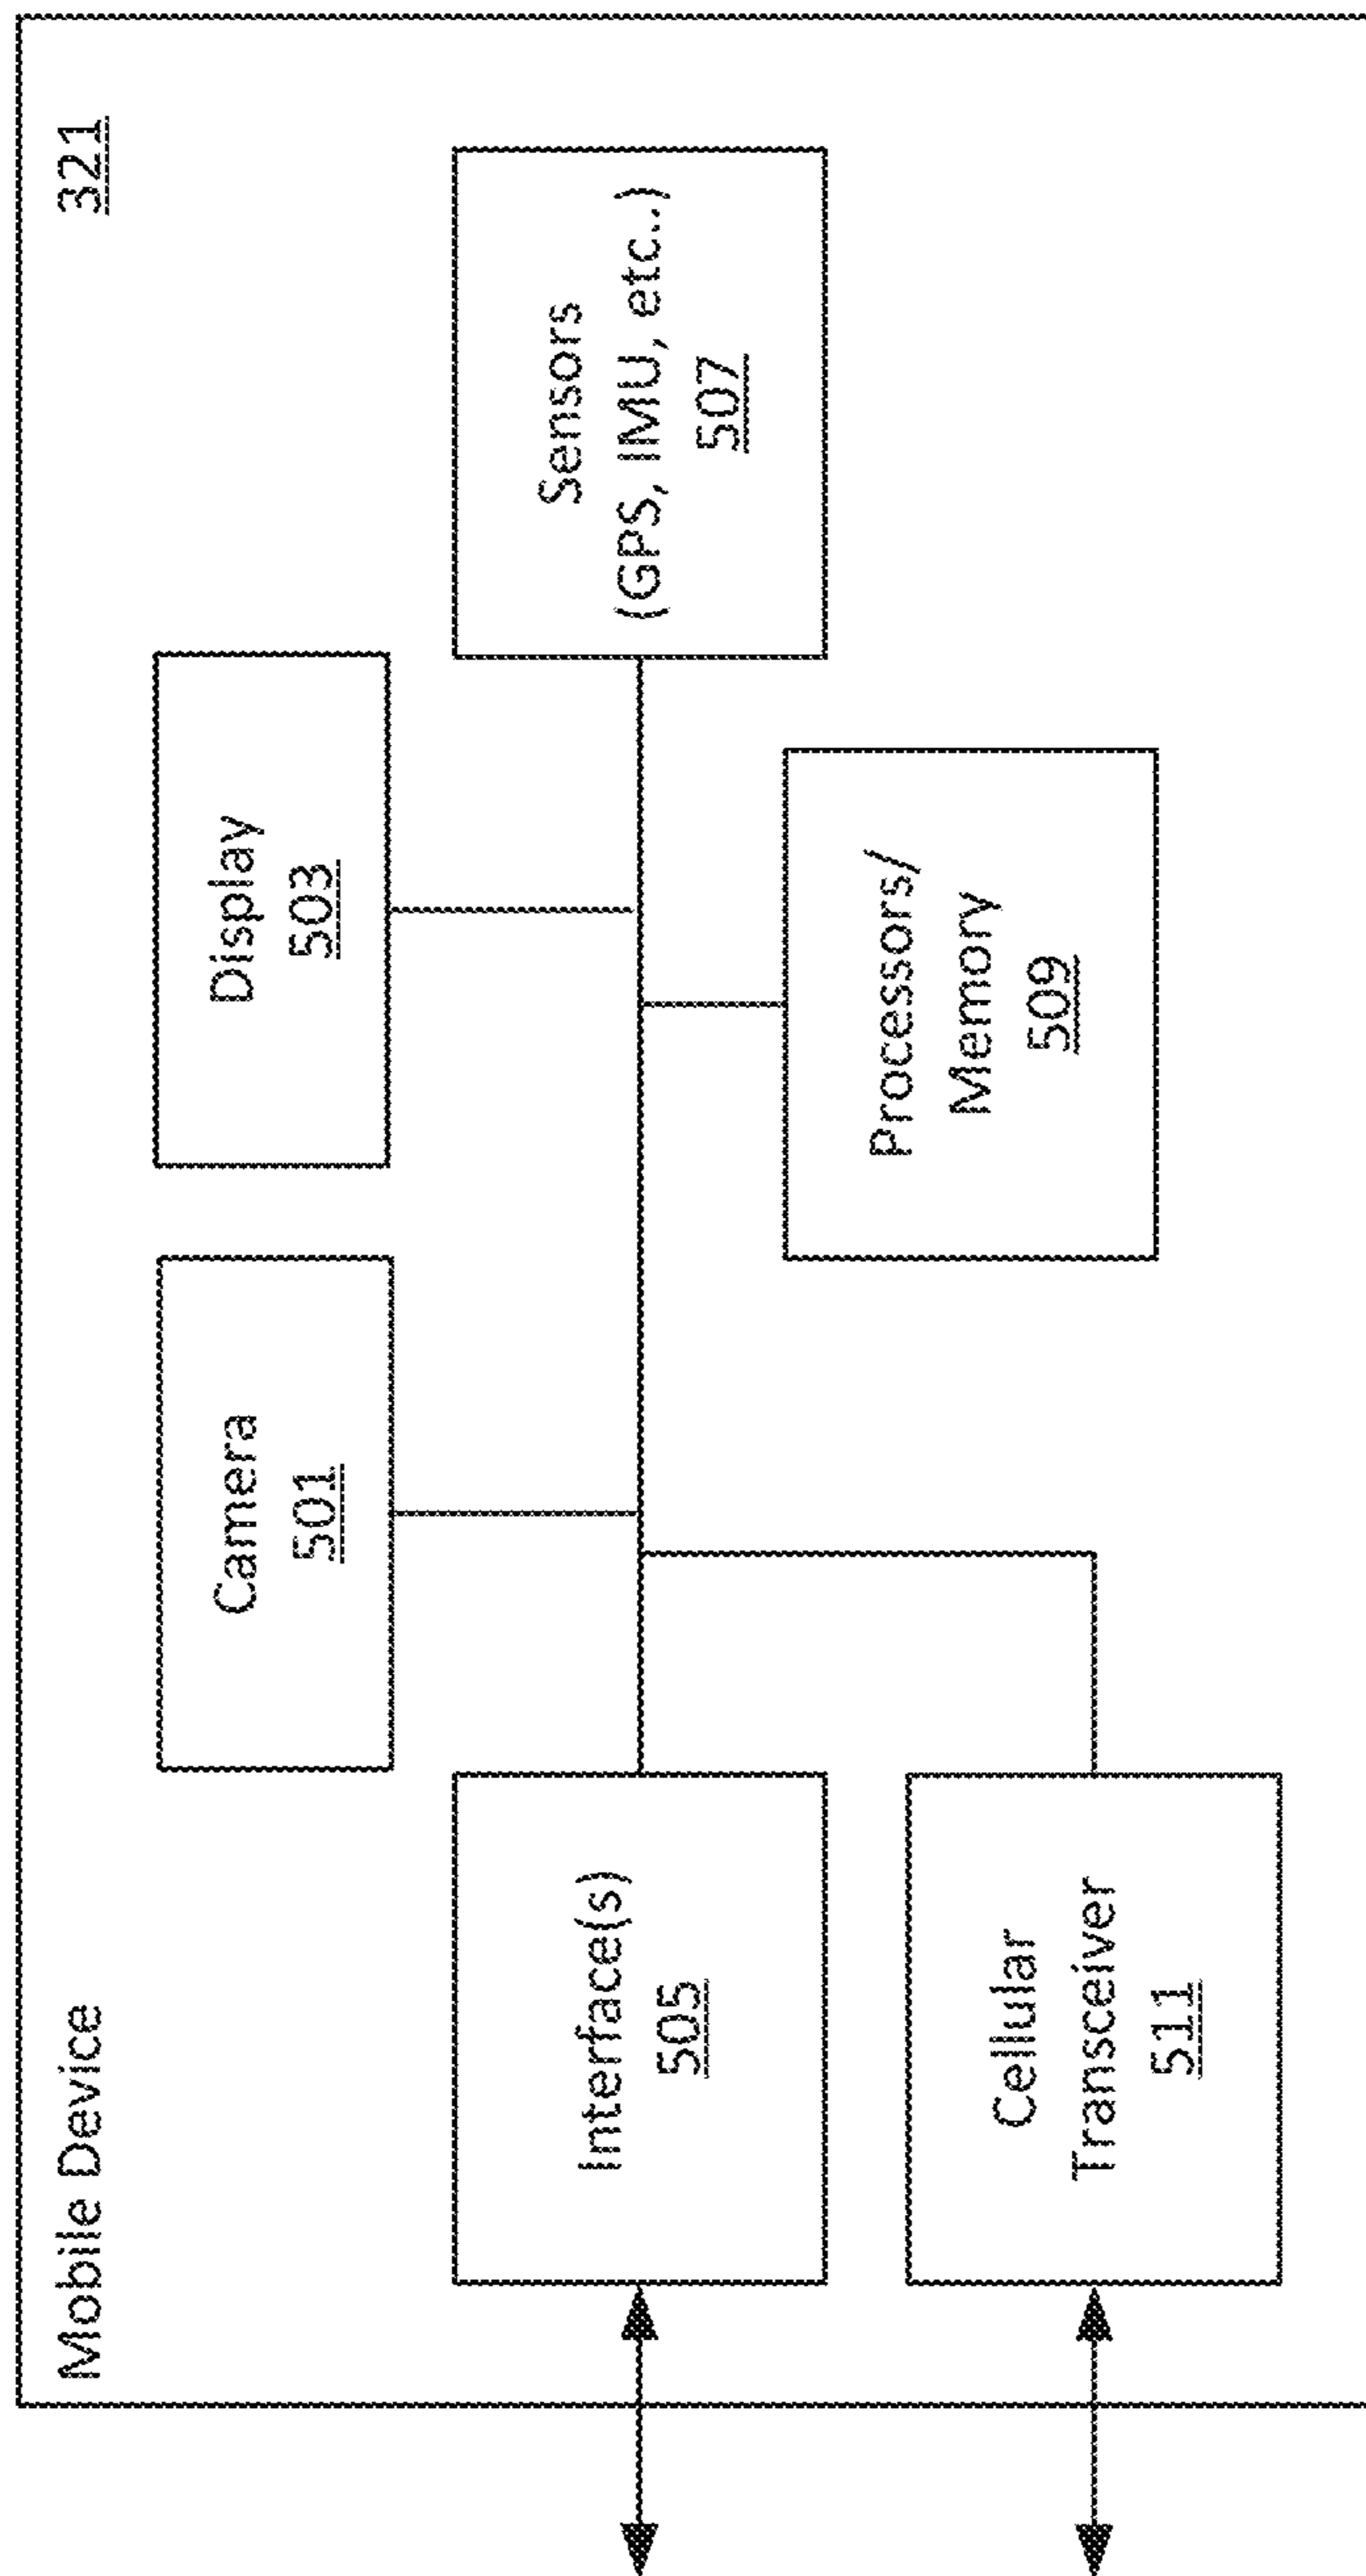 Mobile Device
321
Camera
501
Display
503
Interface(s)
505
Sensors
(GPS, IMU, etc..)
507
Processors/
Memory
509
Cellular
Transceiver
511